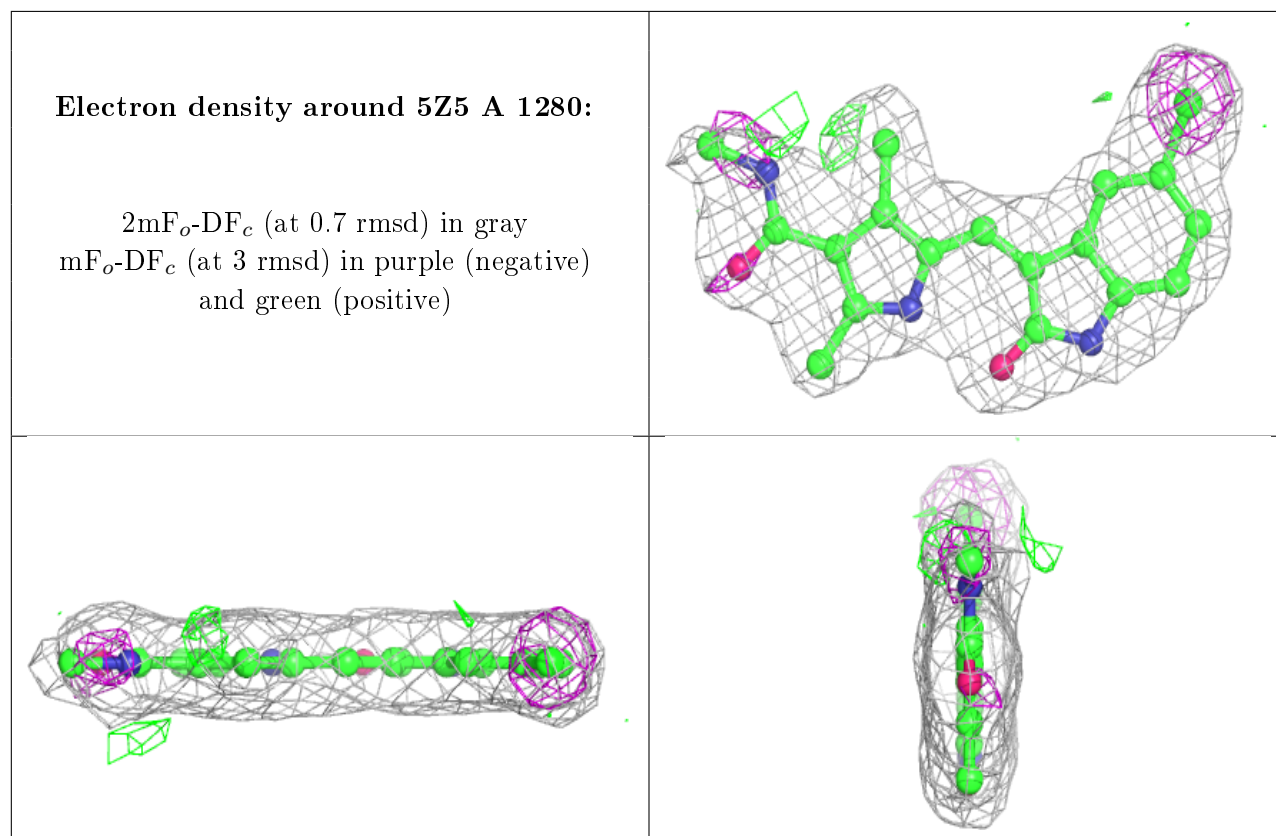 Electron density around 5Z5 A 1280:
2mFₒ-DF𝒸 (at 0.7 rmsd) in gray
mFₒ-DF𝒸 (at 3 rmsd) in purple (negative)
and green (positive)